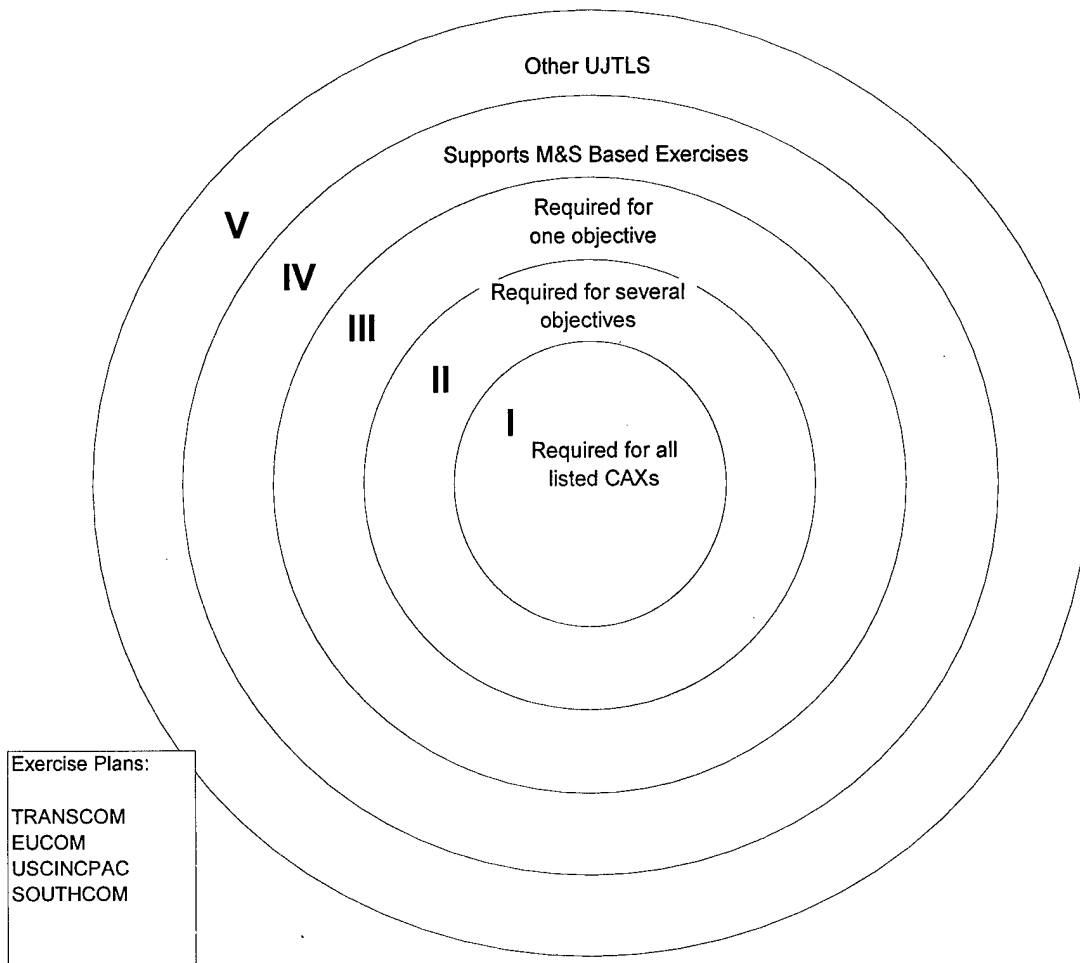 Other UJTLS
Supports M&S Based Exercises
Required for
one objective
V
IV
Required for several
objectives
III
II
I
Required for all
listed CAXs
Exercise Plans:
TRANSCOM
EUCOM
USCINCPAC
SOUTHCOM